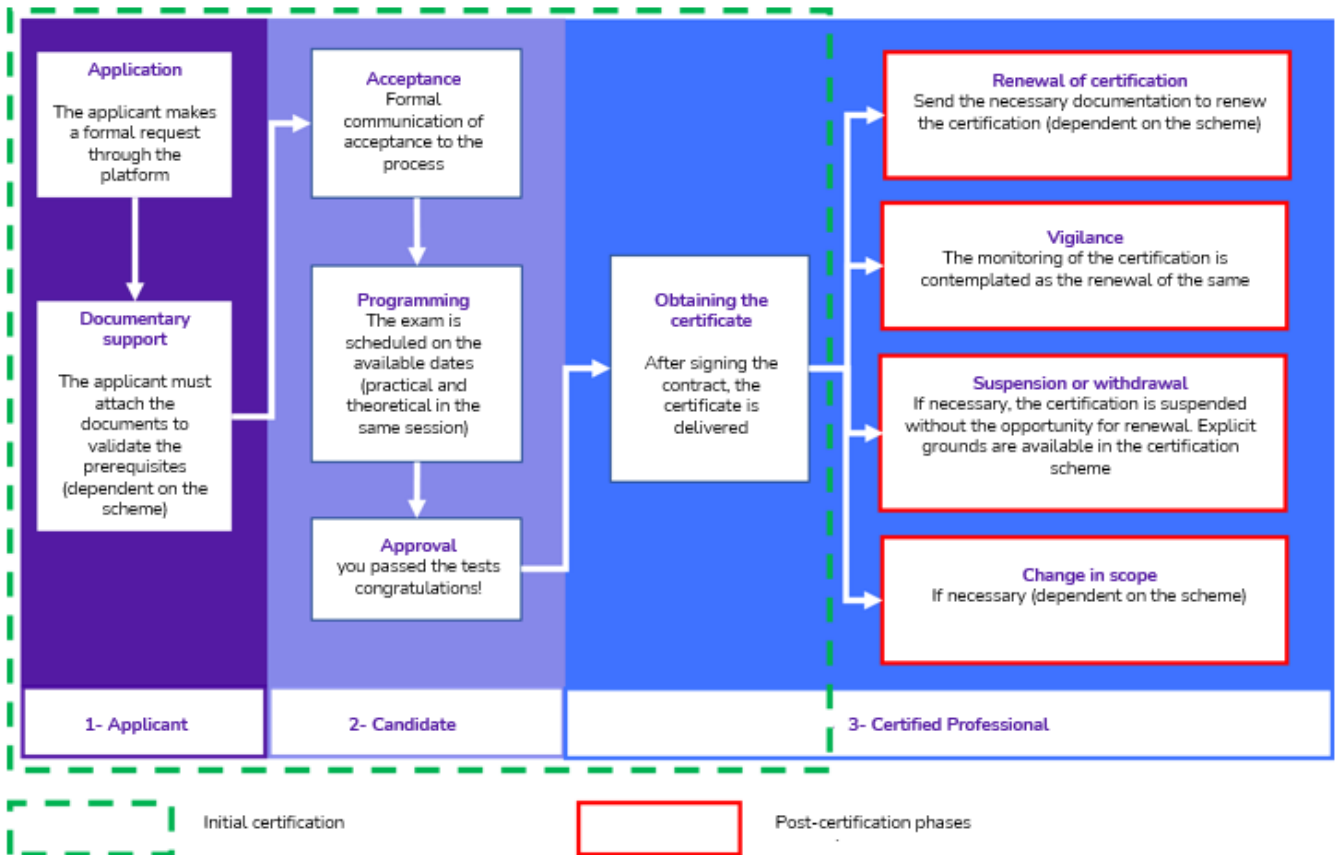 Application
The applicant makes
a formal request
through the
platform
Documentary
support
The applicant must
attach the
documents to
validate the
prerequisites
(dependent on the
scheme)
Acceptance
Formal
communication of
acceptance to the
process
Programming
The exam is
scheduled on the
available dates
(practical and
theoretical in the
same session)
Approval
you passed the tests
congratulations!
Obtaining the
certificate
After signing the
contract, the
certificate is
delivered
Renewal of certification
Send the necessary documentation to renew
the certification (dependent on the scheme)
Vigilance
The monitoring of the certification is
contemplated as the renewal of the same
Suspension or withdrawal
If necessary, the certification is suspended
without the opportunity for renewal. Explicit
grounds are available in the certification
scheme
Change in scope
If necessary (dependent on the scheme)
1- Applicant
2- Candidate
3- Certified Professional
Initial certification
Post-certification phases